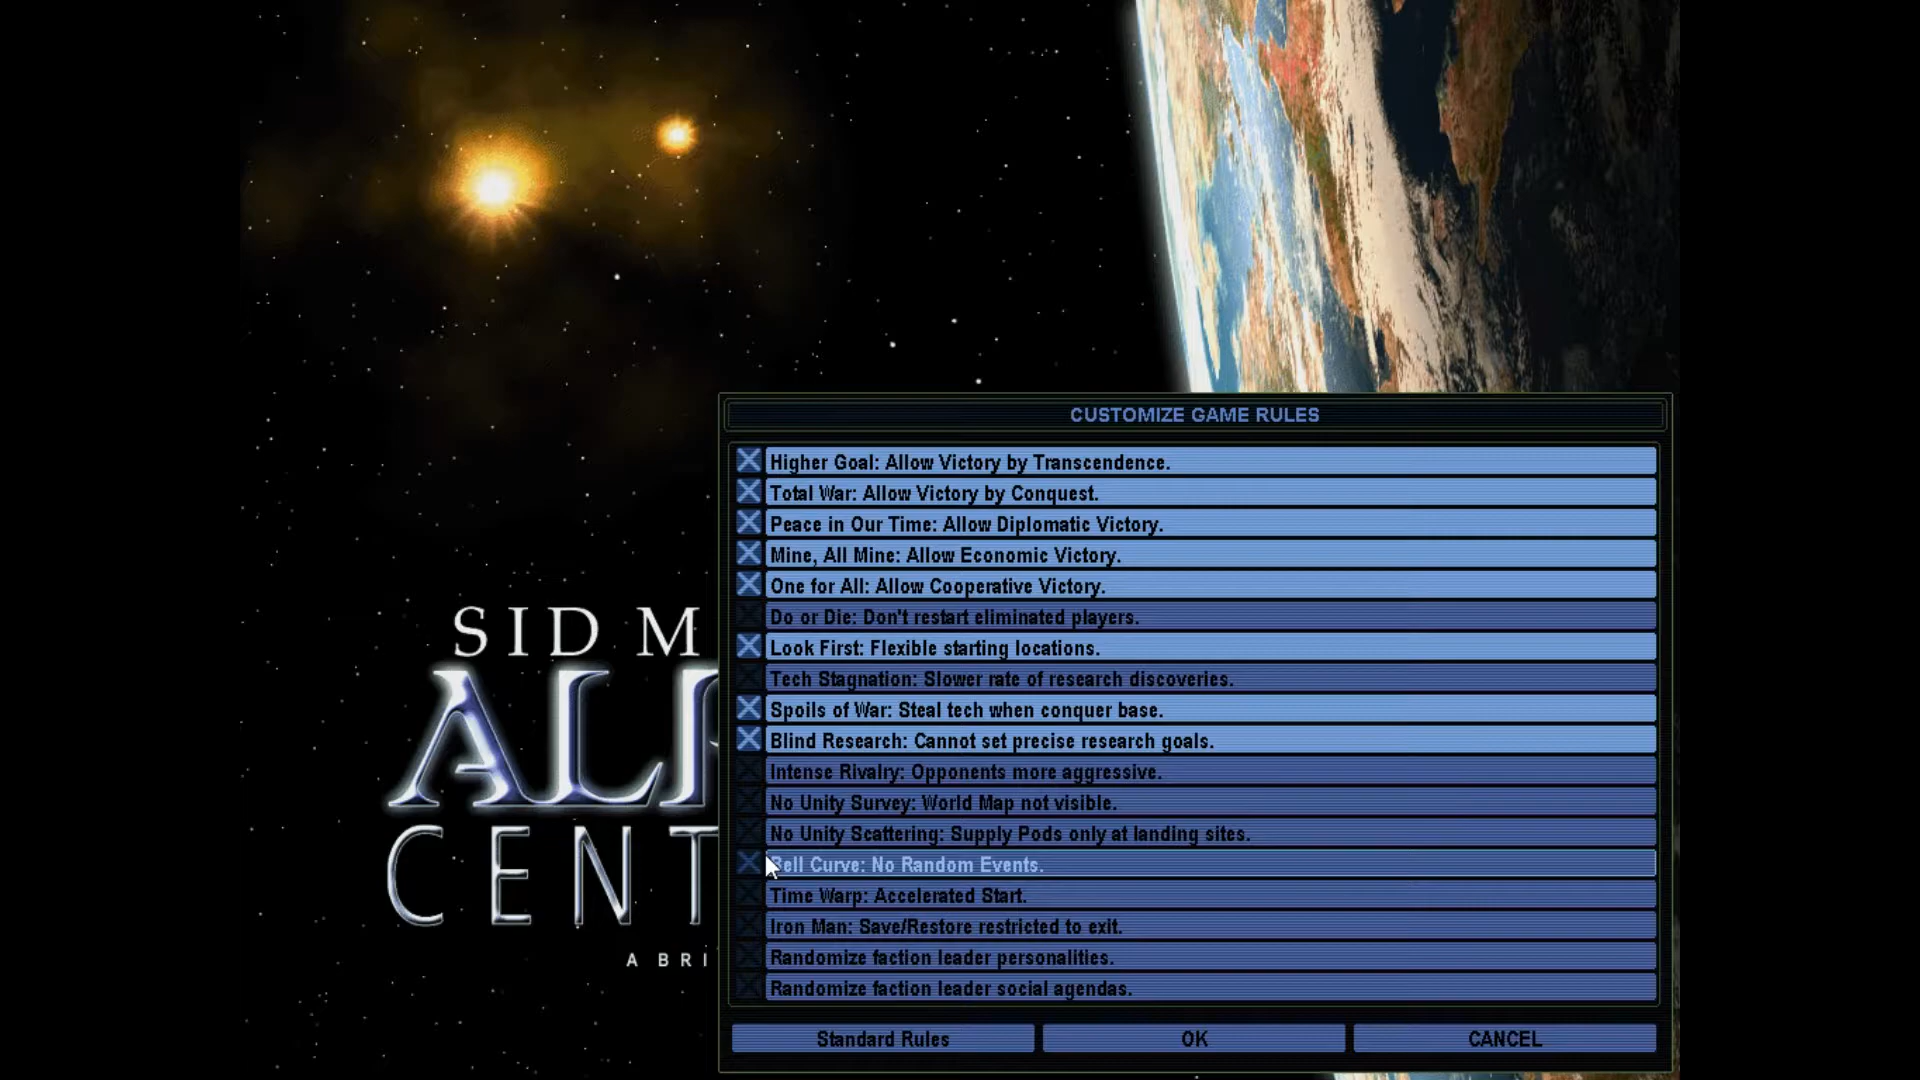 CUSTOMIZE GAME RULES
Higher Goal: Allow Victory by Transcendence.
Total War: Allow Victory by Conquest.
Peace in Our Time: Allow Diplomatic Victory.
Mine, All Mine: Allow Economic Victory.
One for All: Allow Cooperative Victory.
Do or Die: Don't restart eliminated players.
Look First: Flexible starting locations.
Tech Stagnation: Slower rate of research discoveries.
Spoils of War: Steal tech when conquer base.
Blind Research: Cannot set precise research goals.
Intense Rivalry: Opponents more aggressive.
No Unity Survey: World Map not visible.
No Unity Scattering: Supply Pods only at landing sites.
Bell Curve: No Random Events.
Time Warp: Accelerated Start.
Iron Man: Save/Restore restricted to exit.
Randomize faction leader personalities.
Randomize faction leader social agendas.
Standard Rules
OK
CANCEL
SID M
ALP
CENT
A BRI